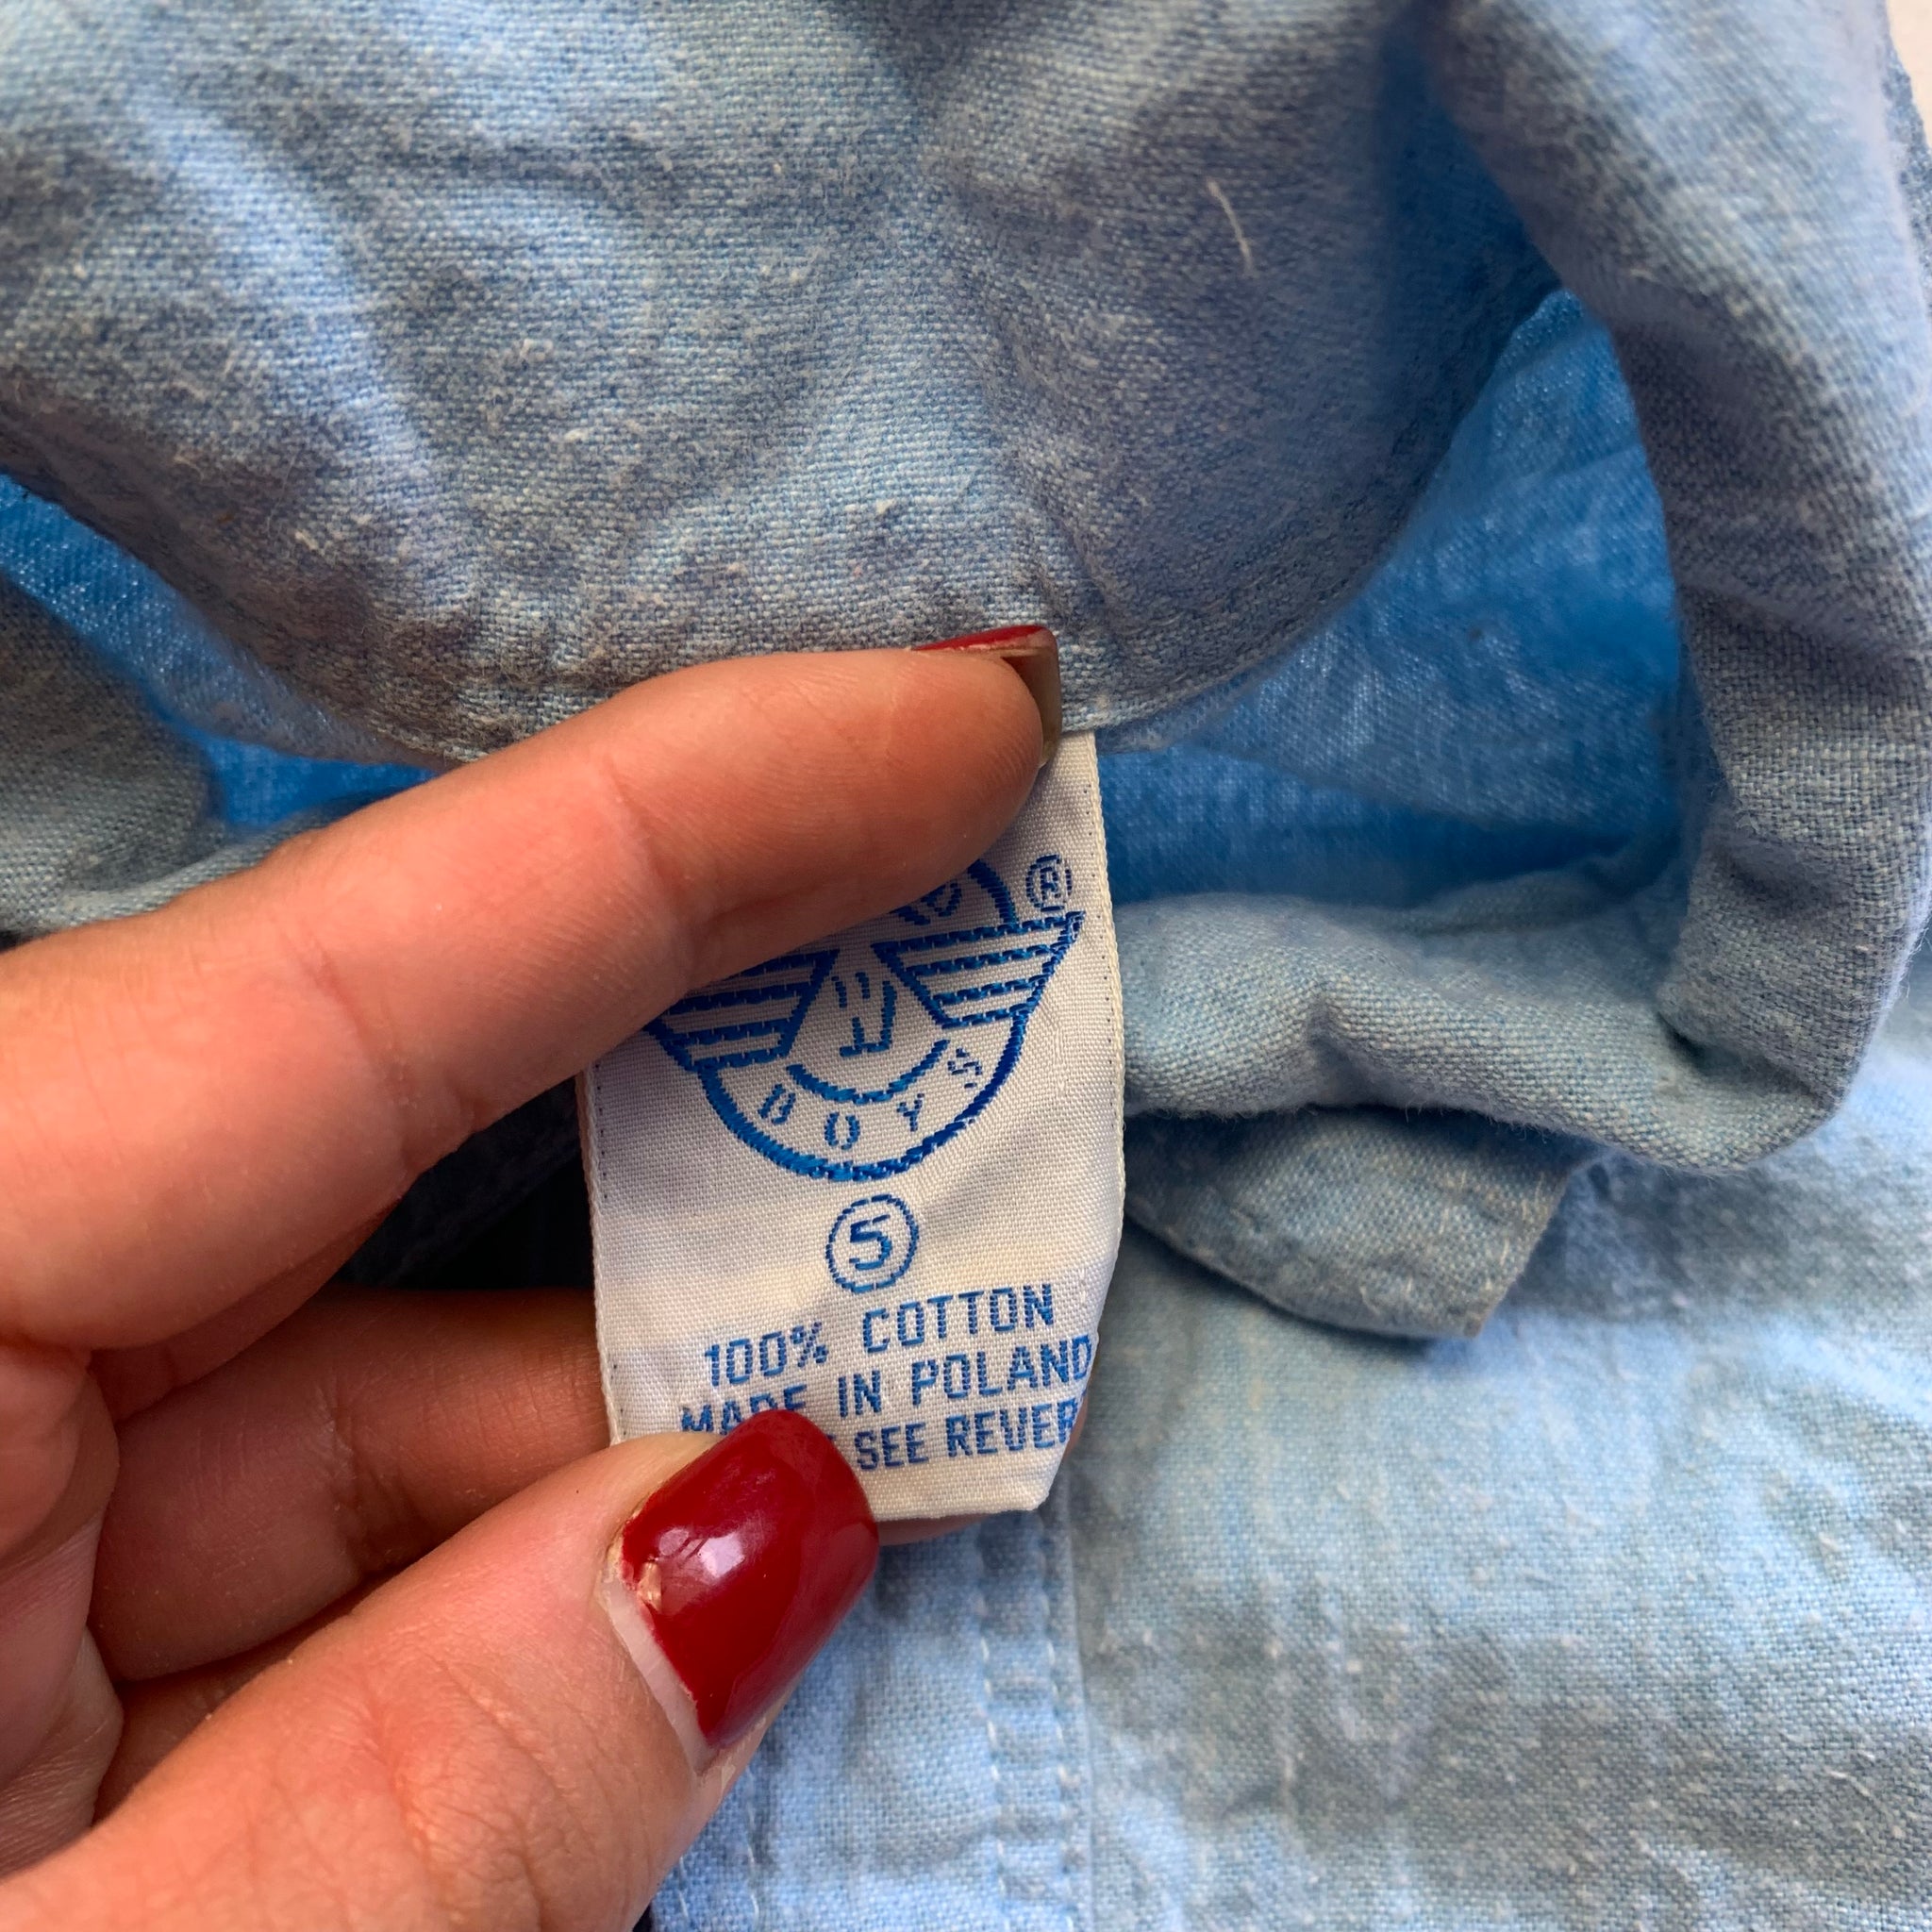 ®
BOYS
5
100% COTTON
MADE IN POLAND
SEE REVER